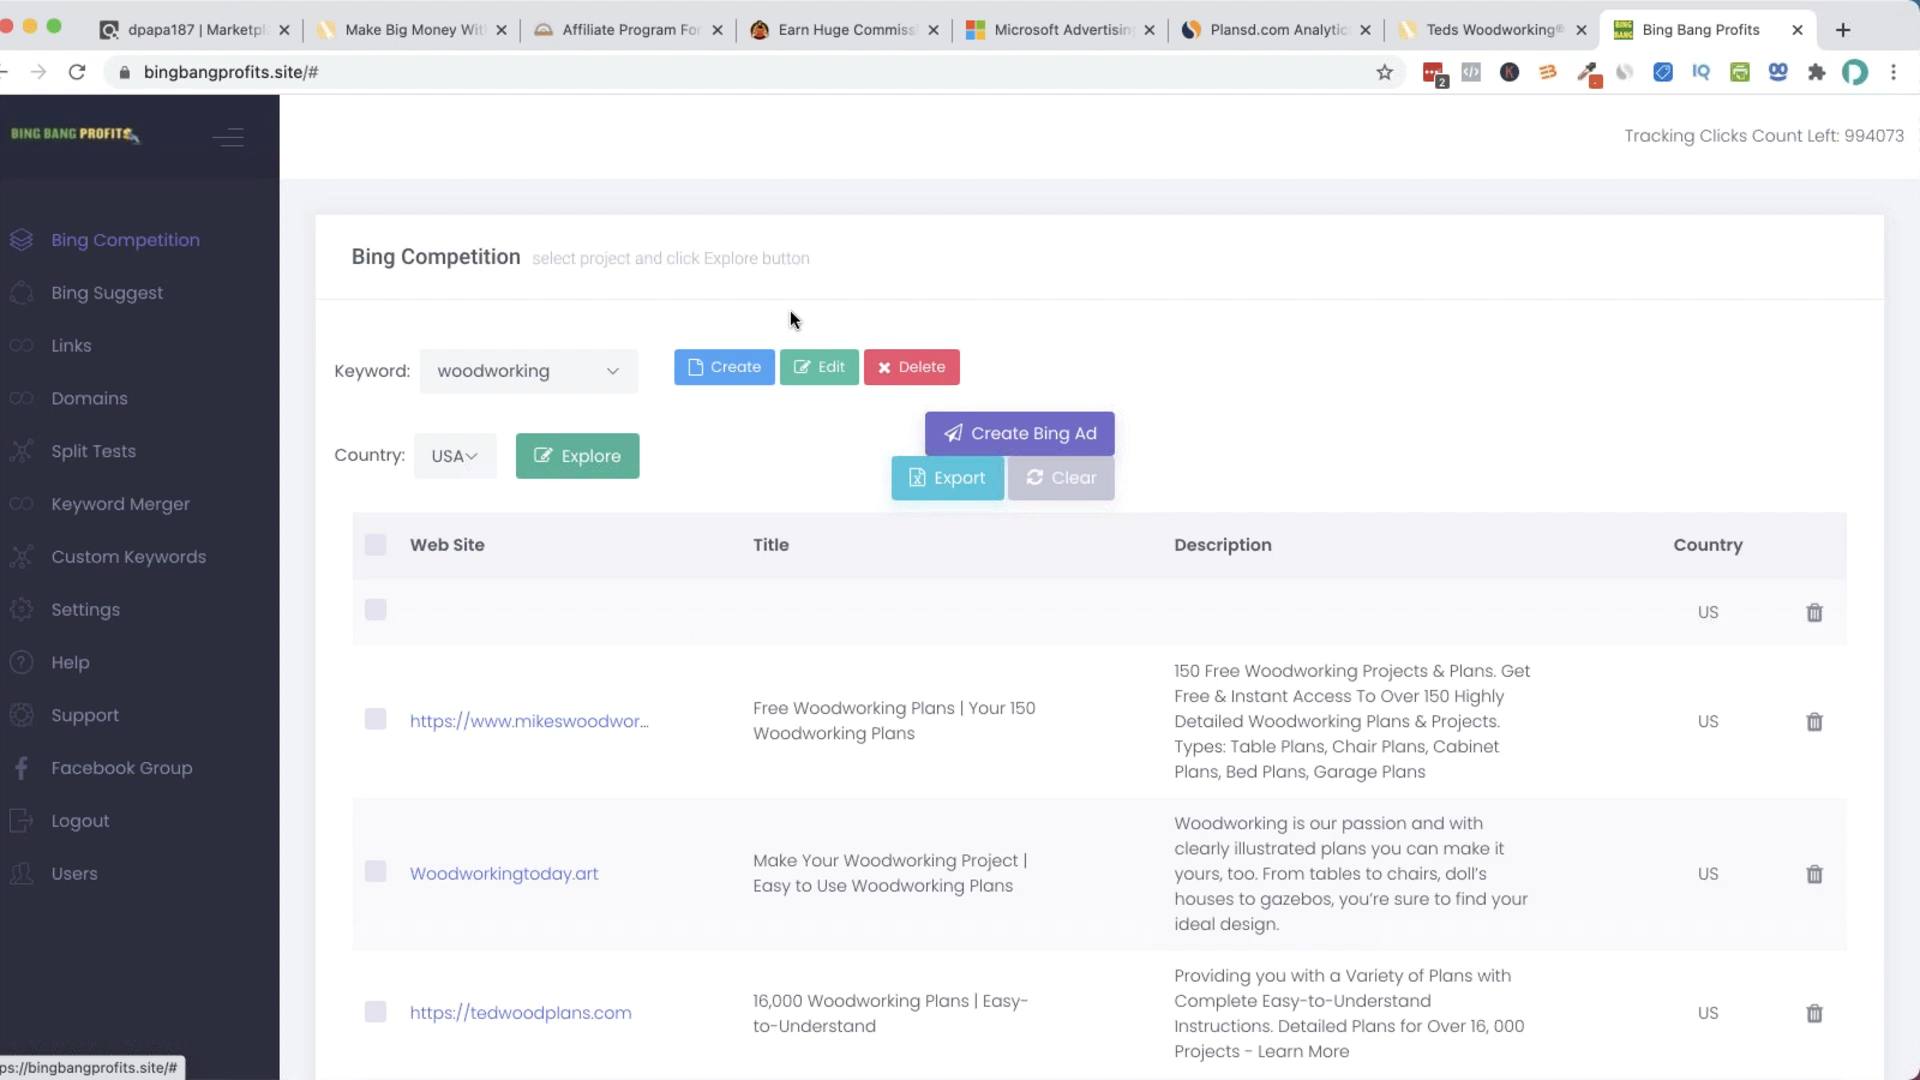 dpapa187 | Marketpl
Make Big Money Wit
Affiliate Program For
Earn Huge Commiss
Microsoft Advertising
Plansd.com Analytic
Teds Woodworking®
Bing Bang Profits
bingbangprofits.site/#
2
IQ
BING BANG PROFITS
Tracking Clicks Count Left: 994073
Bing Competition
Bing Suggest
Links
Domains
Split Tests
Keyword Merger
Custom Keywords
Settings
Help
Support
Facebook Group
Logout
Users
Bing Competition select project and click Explore button
Keyword: woodworking
Create
Edit
Delete
Country: USA
Explore
Create Bing Ad
Export
Clear
Web Site Title Description Country
US
https://www.mikeswoodwor...
Free Woodworking Plans | Your 150
Woodworking Plans
150 Free Woodworking Projects & Plans. Get
Free & Instant Access To Over 150 Highly
Detailed Woodworking Plans & Projects.
Types: Table Plans, Chair Plans, Cabinet
Plans, Bed Plans, Garage Plans
US
Woodworkingtoday.art
Make Your Woodworking Project |
Easy to Use Woodworking Plans
Woodworking is our passion and with
clearly illustrated plans you can make it
yours, too. From tables to chairs, doll’s
houses to gazebos, you’re sure to find your
ideal design.
US
https://tedwoodplans.com
16,000 Woodworking Plans | Easy-
to-Understand
Providing you with a Variety of Plans with
Complete Easy-to-Understand
Instructions. Detailed Plans for Over 16, 000
Projects - Learn More
US
ps://bingbangprofits.site/#